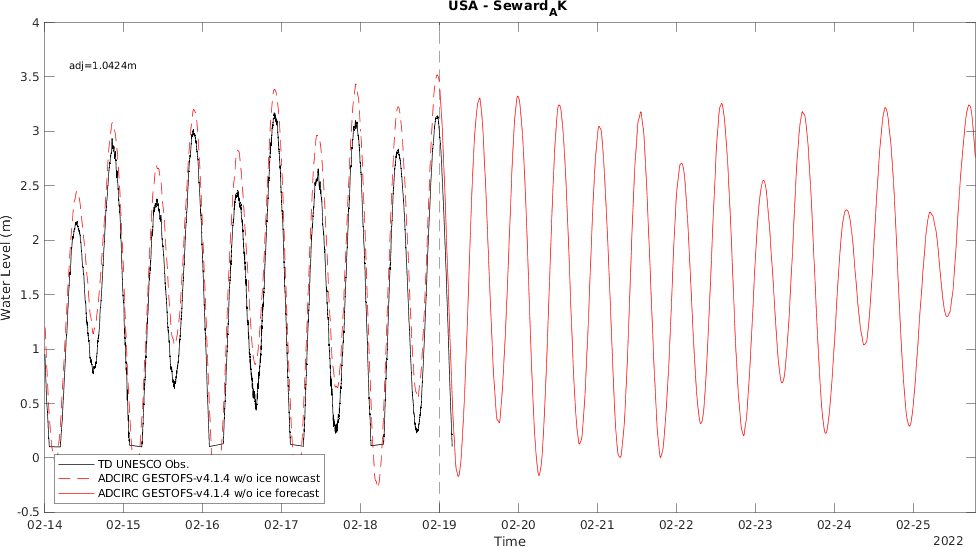 USA - Seward_AK
adj=1.0424m
Water Level (m)
4
3.5
3
2.5
2
1.5
1
0.5
0
-0.5
TD UNESCO Obs.
ADCIRC GESTOFS-v4.1.4 w/o ice nowcast
ADCIRC GESTOFS-v4.1.4 w/o ice forecast
02-14 02-15 02-16 02-17 02-18 02-19 02-20 02-21 02-22 02-23 02-24 02-25
Time
2022